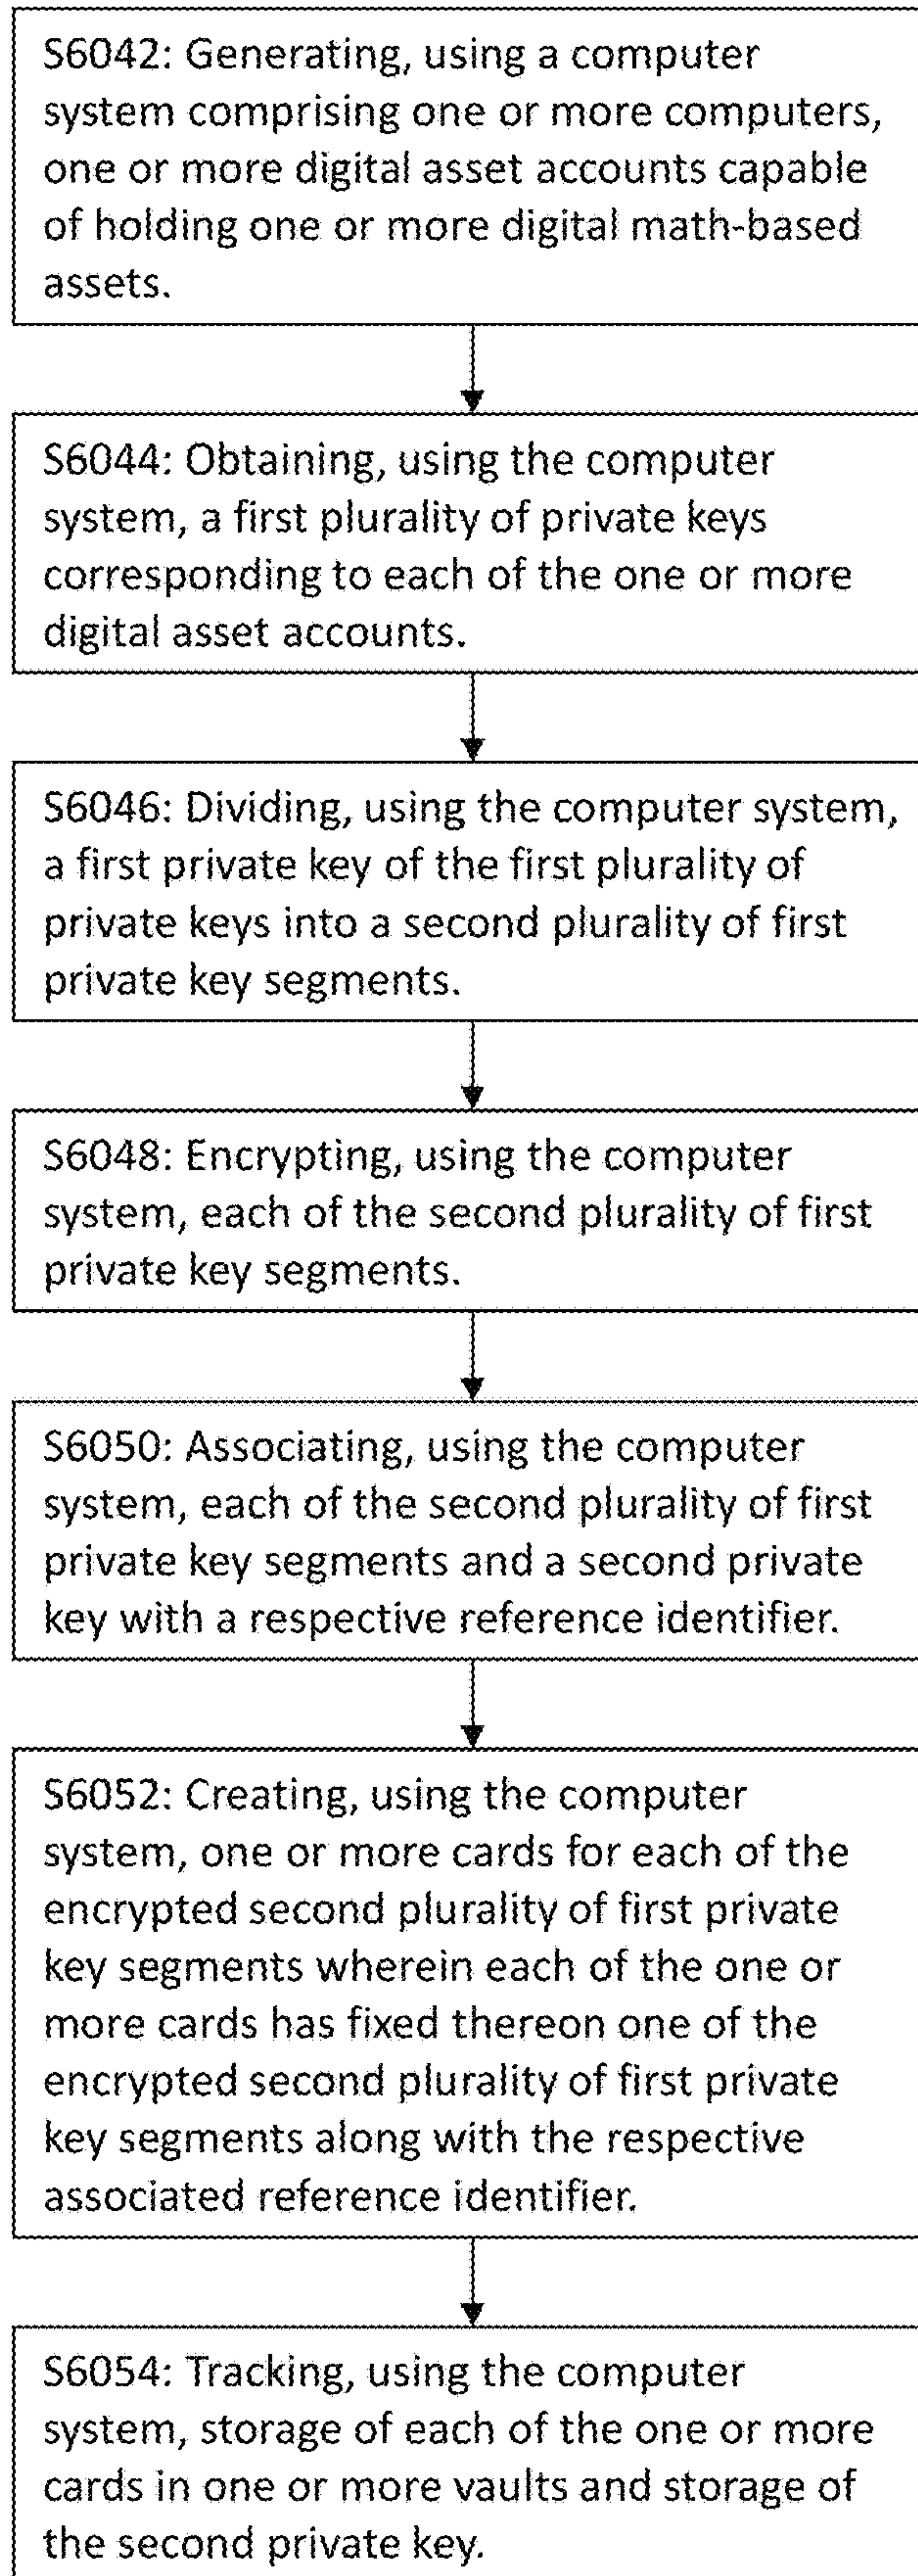 S6042: Generating, using a computer
system comprising one or more computers,
one or more digital asset accounts capable
of holding one or more digital math-based
assets.
S6044: Obtaining, using the computer
system, a first plurality of private keys
corresponding to each of the one or more
digital asset accounts.
S6046: Dividing, using the computer system,
a first private key of the first plurality of
private keys into a second plurality of first
private key segments.
S6048: Encrypting, using the computer
system, each of the second plurality of first
private key segments.
S6050: Associating, using the computer
system, each of the second plurality of first
private key segments and a second private
key with a respective reference identifier.
S6052: Creating, using the computer
system, one or more cards for each of the
encrypted second plurality of first private
key segments wherein each of the one or
more cards has fixed thereon one of the
encrypted second plurality of first private
key segments along with the respective
associated reference identifier.
S6054: Tracking, using the computer
system, storage of each of the one or more
cards in one or more vaults and storage of
the second private key.